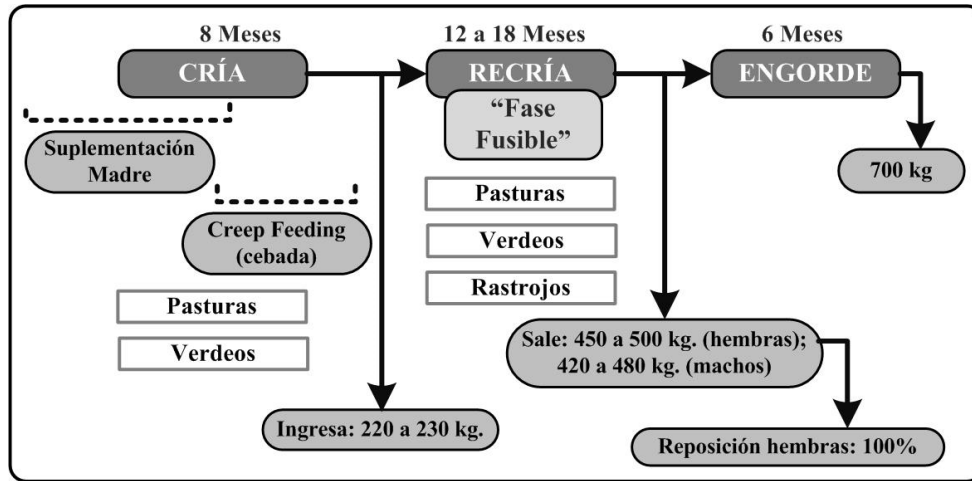 8 Meses
12 a 18 Meses
6 Meses
CRÍA
RECRÍA
ENGORDE
“Fase
Fusible”
Suplementación
Madre
700 kg
Creep Feeding
(cebada)
Pasturas
Verdeos
Pasturas
Verdeos
Rastrojos
Sale: 450 a 500 kg. (hembras);
420 a 480 kg. (machos)
Ingresa: 220 a 230 kg.
Reposición hembras: 100%